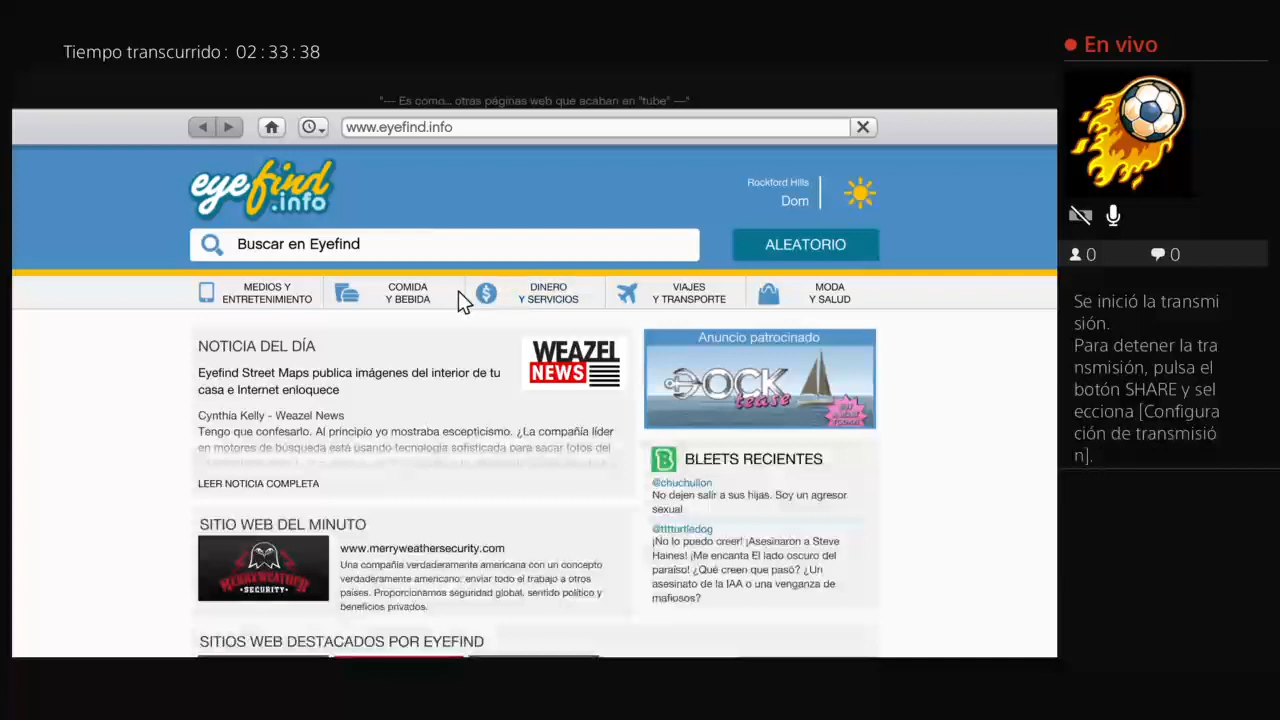 Tiempo transcurrido: 02:33:38
En vivo
"— Es como... otras páginas web que acaban en "tube" —"
www.eyefind.info
eyefind
.info
Rockford Hills
Dom
Buscar en Eyefind
ALEATORIO
MEDIOS Y
ENTRETENIMIENTO
COMIDA
Y BEBIDA
DINERO
Y SERVICIOS
VIAJES
Y TRANSPORTE
MODA
Y SALUD
0
0
Se inició la transmi
sión.
Para detener la tra
nsmisión, pulsa el
botón SHARE y sel
ecciona [Configura
ción de transmisió
n].
NOTICIA DEL DÍA
Eyefind Street Maps publica imágenes del interior de tu
casa e Internet enloquece
WEAZEL
NEWS
Cynthia Kelly - Weazel News
Tengo que confesarlo. Al principio yo mostraba escepticismo. ¿La compañía líder
en motores de búsqueda está usando tecnología sofisticada para sacar fotos del
LEER NOTICIA COMPLETA
Anuncio patrocinado
DOCK
tease
BLEETS RECIENTES
@chuchullon
No dejen salir a sus hijas. Soy un agresor
sexual
@tttturtledog
¡No lo puedo creer! ¡Asesinaron a Steve
Haines! ¡Me encanta El lado oscuro del
paraíso! ¿Qué creen que pasó? ¿Un
asesinato de la IAA o una venganza de
mafiosos?
SITIO WEB DEL MINUTO
MERRYWEATHER
SECURITY
www.merryweathersecurity.com
Una compañía verdaderamente americana con un concepto
verdaderamente americano: enviar todo el trabajo a otros
países. Proporcionamos seguridad global, sentido político y
beneficios privados.
SITIOS WEB DESTACADOS POR EYEFIND